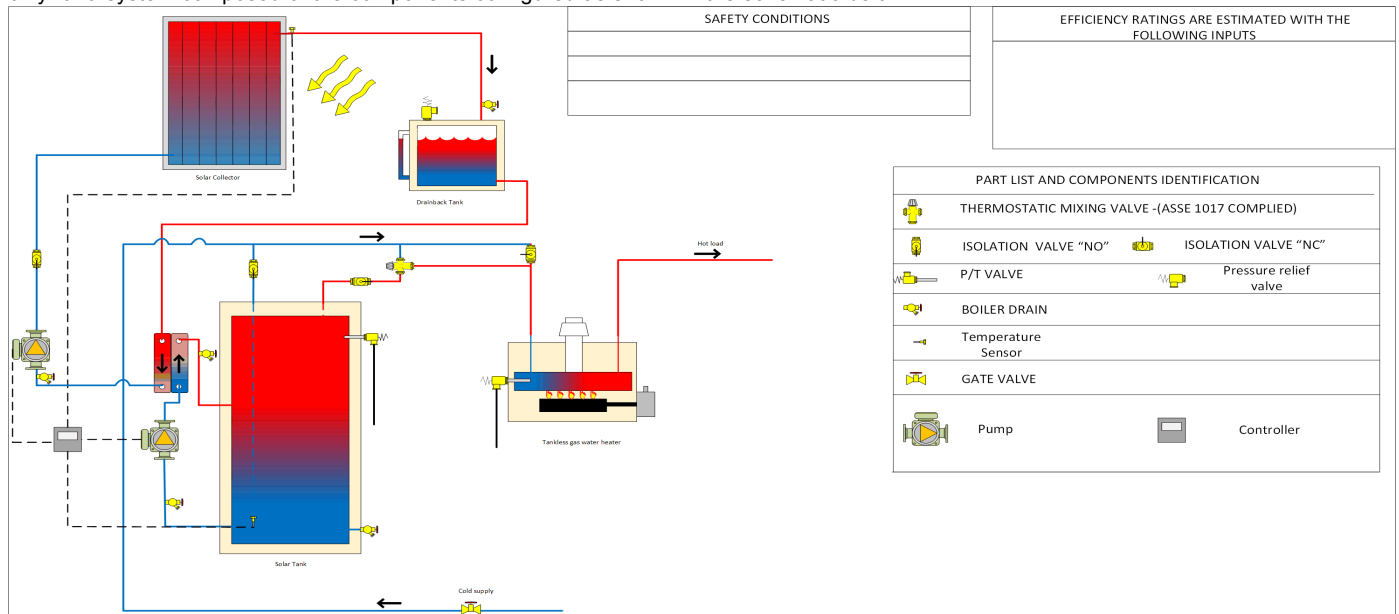 SAFETY CONDITIONS
EFFICIENCY RATINGS ARE ESTIMATED WITH THE
FOLLOWING INPUTS
Solar Collector
Drainback Tank
Hot load
Tankless gas water heater
Solar Tank
Cold supply
PART LIST AND COMPONENTS IDENTIFICATION
THERMOSTATIC MIXING VALVE -(ASSE 1017 COMPLIED)
ISOLATION VALVE "NO" ISOLATION VALVE "NC"
P/T VALVE Pressure relief
valve
BOILER DRAIN
Temperature
Sensor
GATE VALVE
Pump Controller